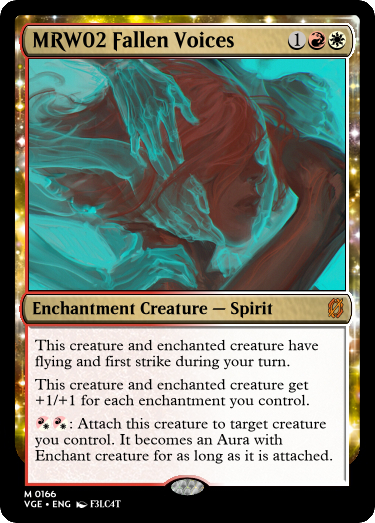 MRW02 Fallen Voices 1
Enchantment Creature — Spirit
This creature and enchanted creature have
flying and first strike during your turn.
This creature and enchanted creature get
+1/+1 for each enchantment you control.
: Attach this creature to target creature
you control. It becomes an Aura with
Enchant creature for as long as it is attached.
M 0166
VGE • ENG F3LC4T